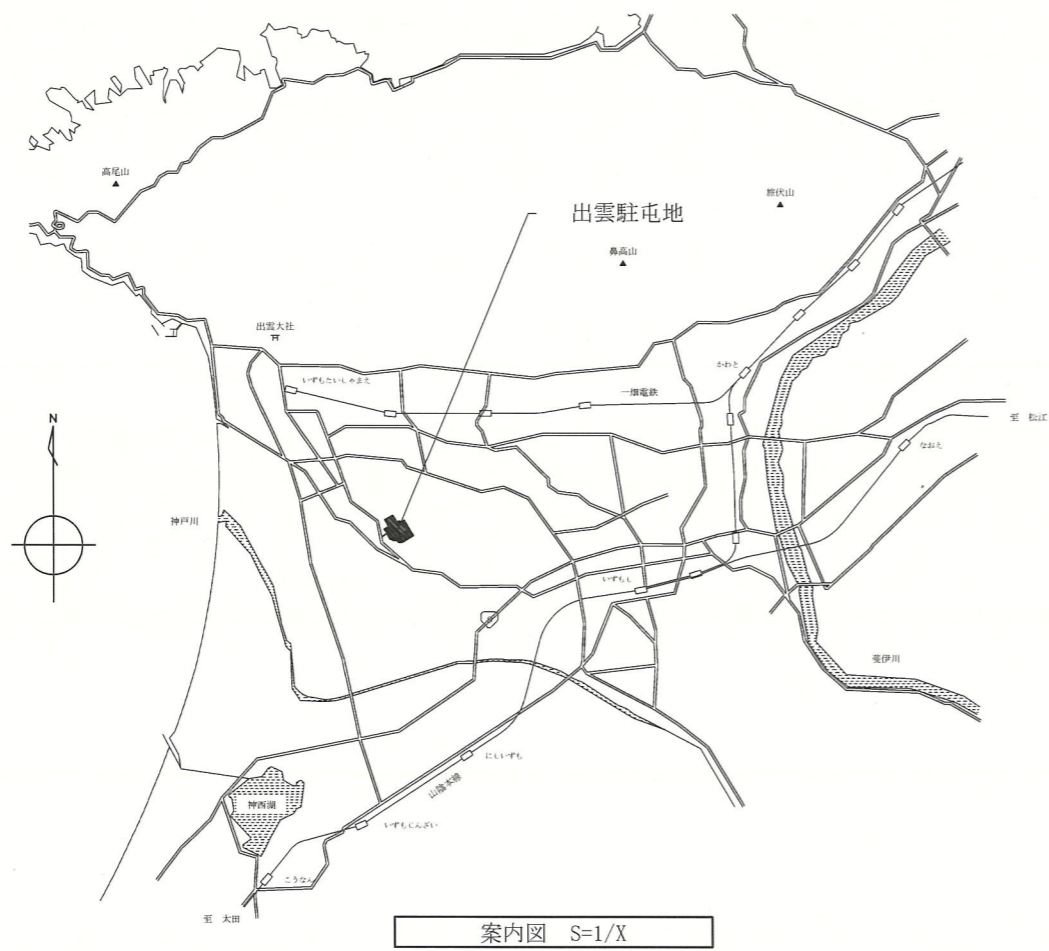 高尾山
旅伏山
出雲駐屯地
鼻高山
出雲大社
いずもたいしゃまえ
一畑電鉄
かわと
至 松江
なおえ
N
神戸川
いずもし
斐伊川
にしいずも
山陰本線
神西湖
いずもじんざい
こうなん
至 太田
案内図 S=1/X